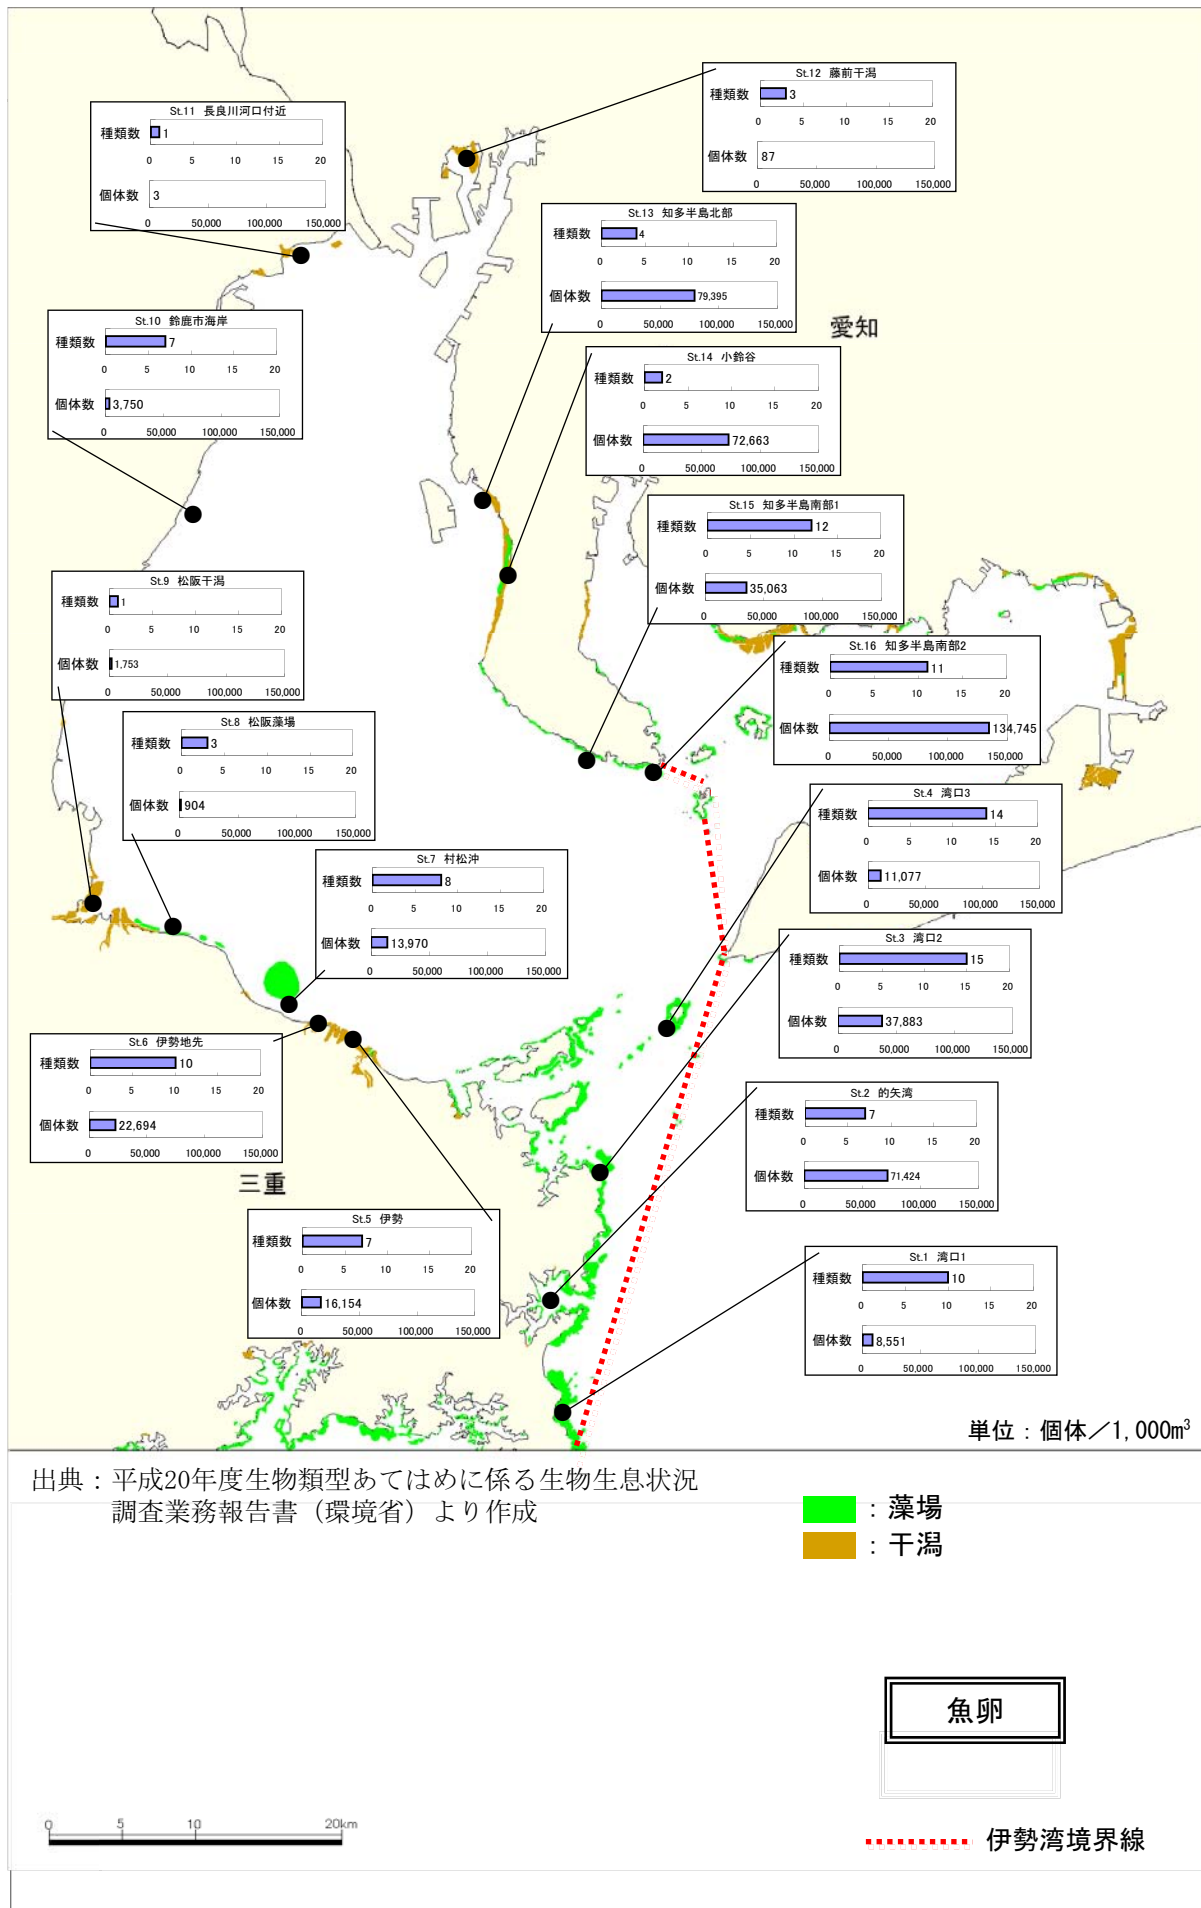 St.12 藤前干潟
種類数 3
0 5 10 15 20
個体数 87
0 50,000 100,000 150,000
St.11 長良川河口付近
種類数 1
0 5 10 15 20
個体数 3
0 50,000 100,000 150,000
St.13 知多半島北部
種類数 4
0 5 10 15 20
個体数 79,395
0 50,000 100,000 150,000
愛知
St.10 鈴鹿市海岸
種類数 7
0 5 10 15 20
個体数 3,750
0 50,000 100,000 150,000
St.14 小鈴谷
種類数 2
0 5 10 15 20
個体数 72,663
0 50,000 100,000 150,000
St.15 知多半島南部1
種類数 12
0 5 10 15 20
個体数 35,063
0 50,000 100,000 150,000
St.9 松阪干潟
種類数 1
0 5 10 15 20
個体数 1,753
0 50,000 100,000 150,000
St.16 知多半島南部2
種類数 11
0 5 10 15 20
個体数 134,745
0 50,000 100,000 150,000
St.8 松阪藻場
種類数 3
0 5 10 15 20
個体数 904
0 50,000 100,000 150,000
St.4 湾口3
種類数 14
0 5 10 15 20
個体数 11,077
0 50,000 100,000 150,000
St.7 村松沖
種類数 8
0 5 10 15 20
個体数 13,970
0 50,000 100,000 150,000
St.3 湾口2
種類数 15
0 5 10 15 20
個体数 37,883
0 50,000 100,000 150,000
St.6 伊勢地先
種類数 10
0 5 10 15 20
個体数 22,694
0 50,000 100,000 150,000
三重
St.2 的矢湾
種類数 7
0 5 10 15 20
個体数 71,424
0 50,000 100,000 150,000
St.5 伊勢
種類数 7
0 5 10 15 20
個体数 16,154
0 50,000 100,000 150,000
St.1 湾口1
種類数 10
0 5 10 15 20
個体数 8,551
0 50,000 100,000 150,000
単位：個体／1,000m³
出典：平成20年度生物類型あてはめに係る生物生息状況
調査業務報告書（環境省）より作成
：藻場
：干潟
魚卵
0 5 10 20km
伊勢湾境界線